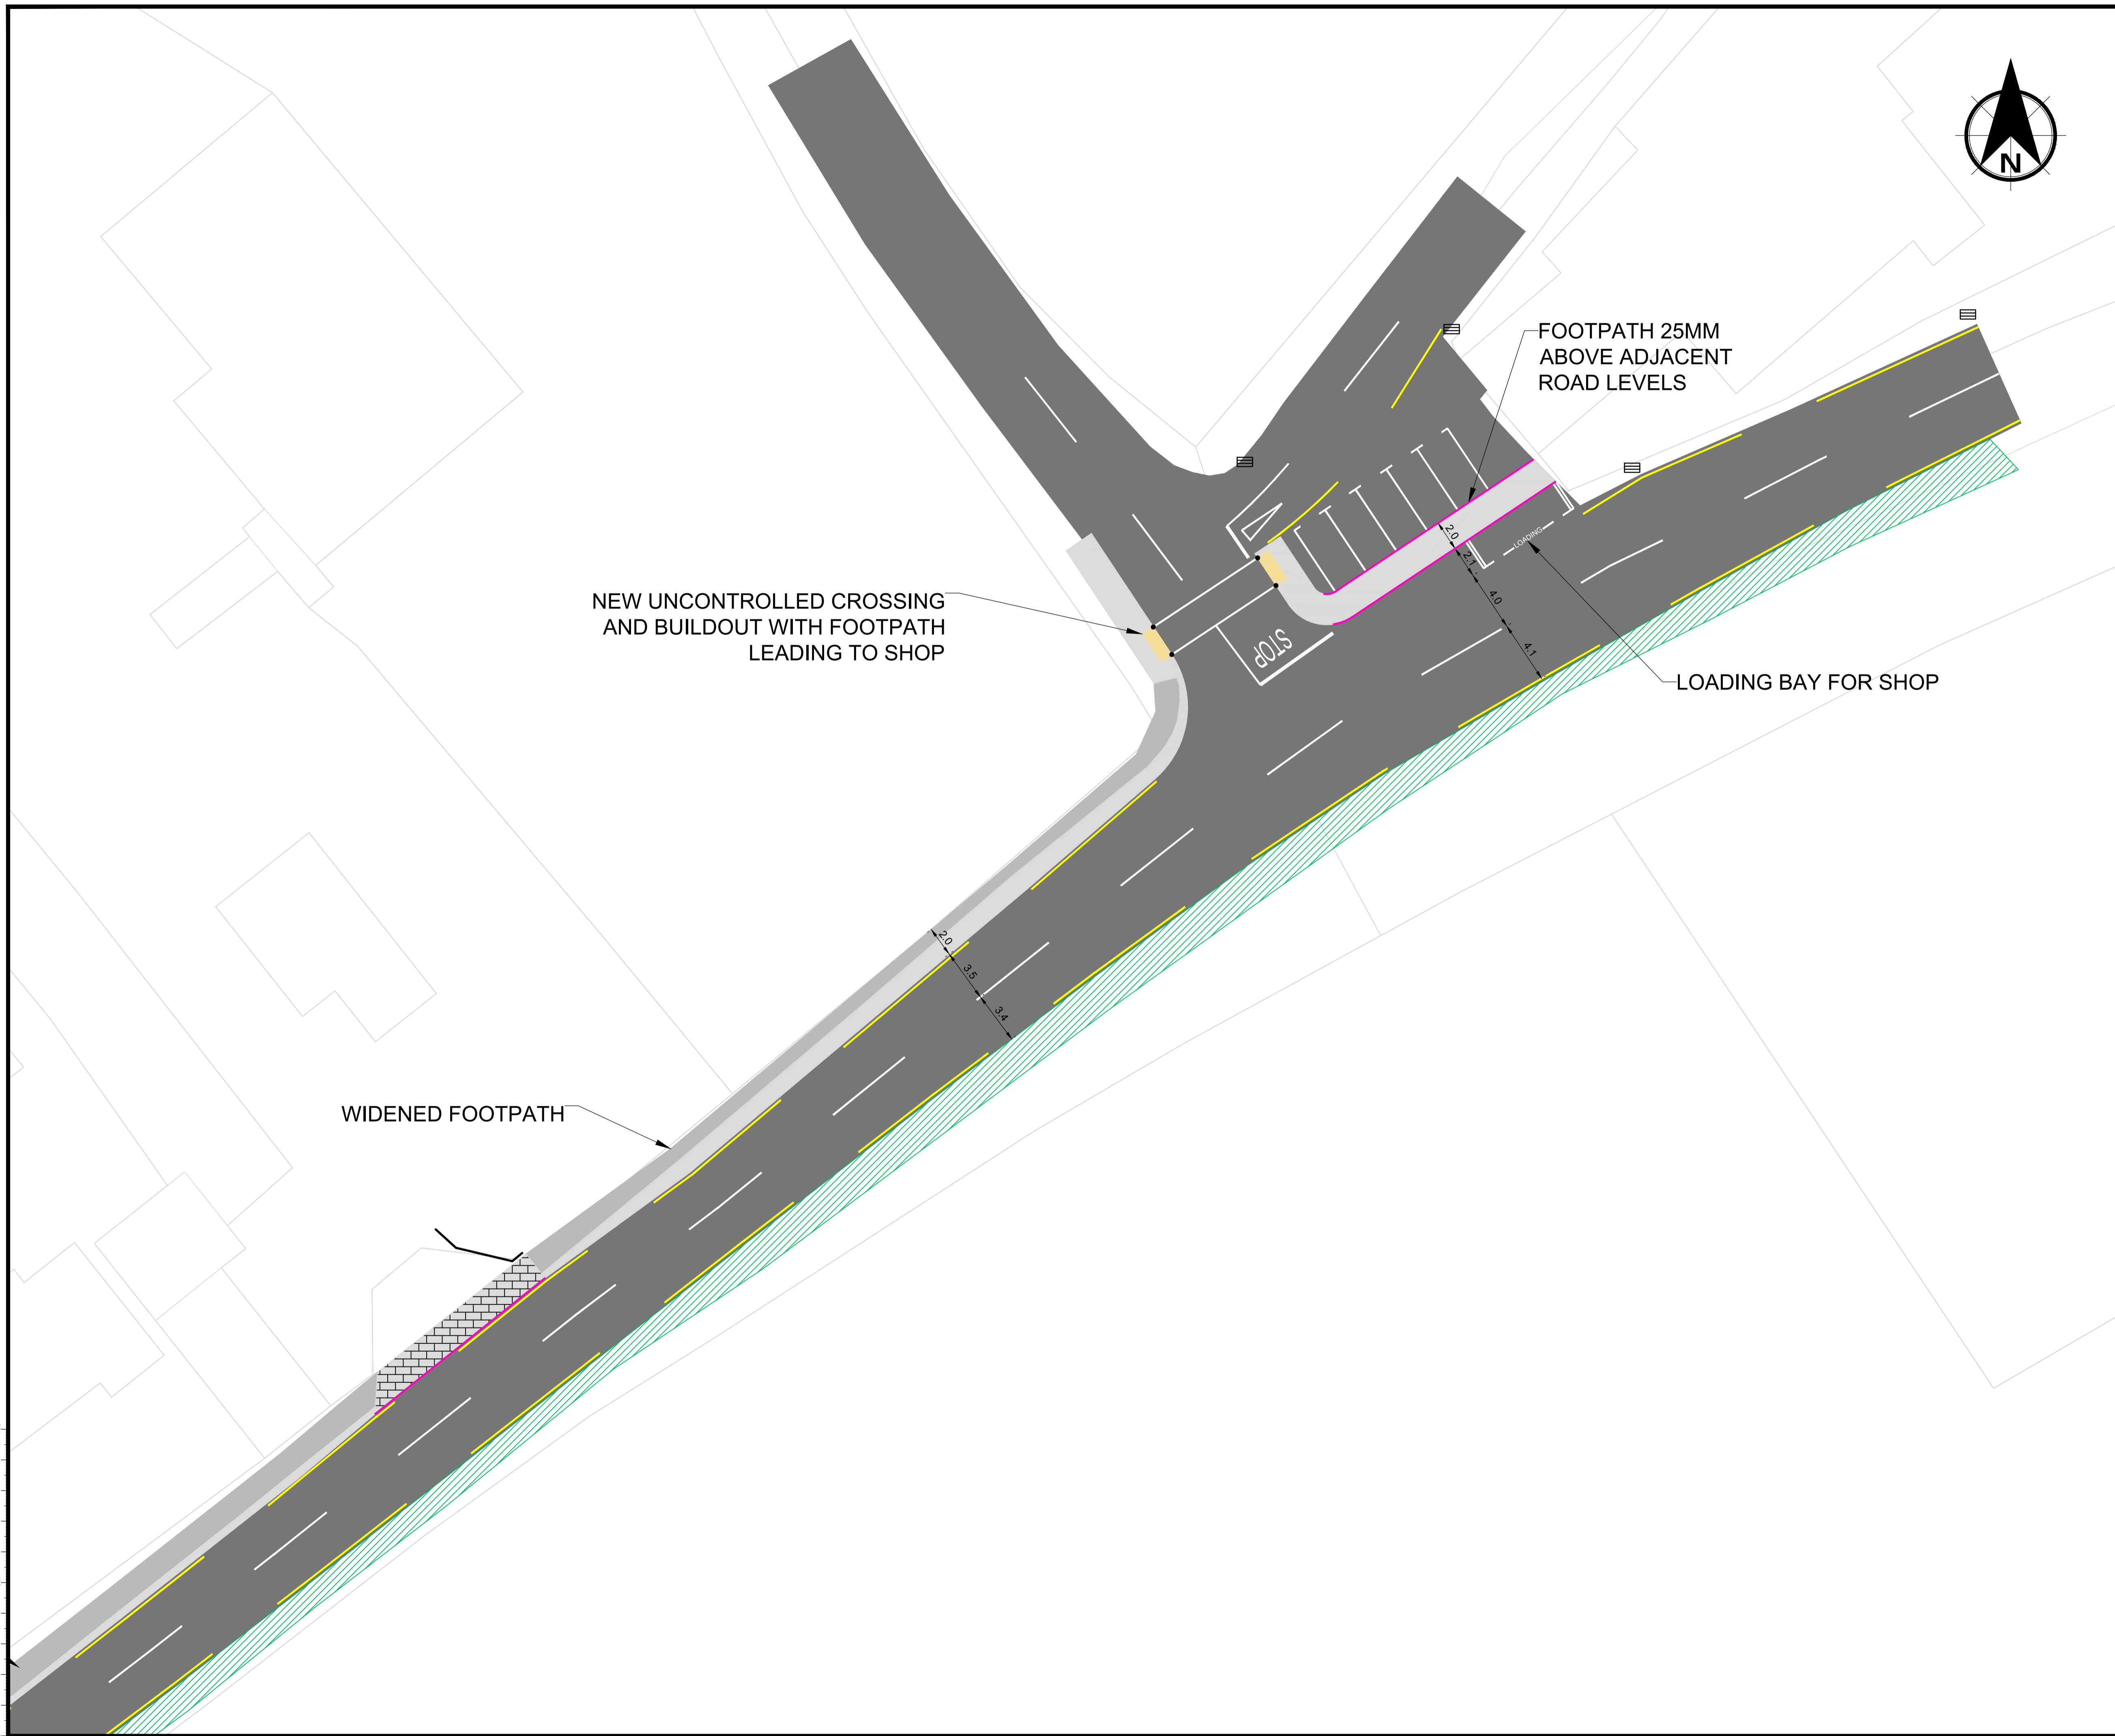 N
FOOTPATH 25MM
ABOVE ADJACENT
ROAD LEVELS
2.0
2.1
4.0
4.1
LOADING
NEW UNCONTROLLED CROSSING
AND BUILDOUT WITH FOOTPATH
LEADING TO SHOP
STOP
LOADING BAY FOR SHOP
2.0
3.5
3.4
WIDENED FOOTPATH